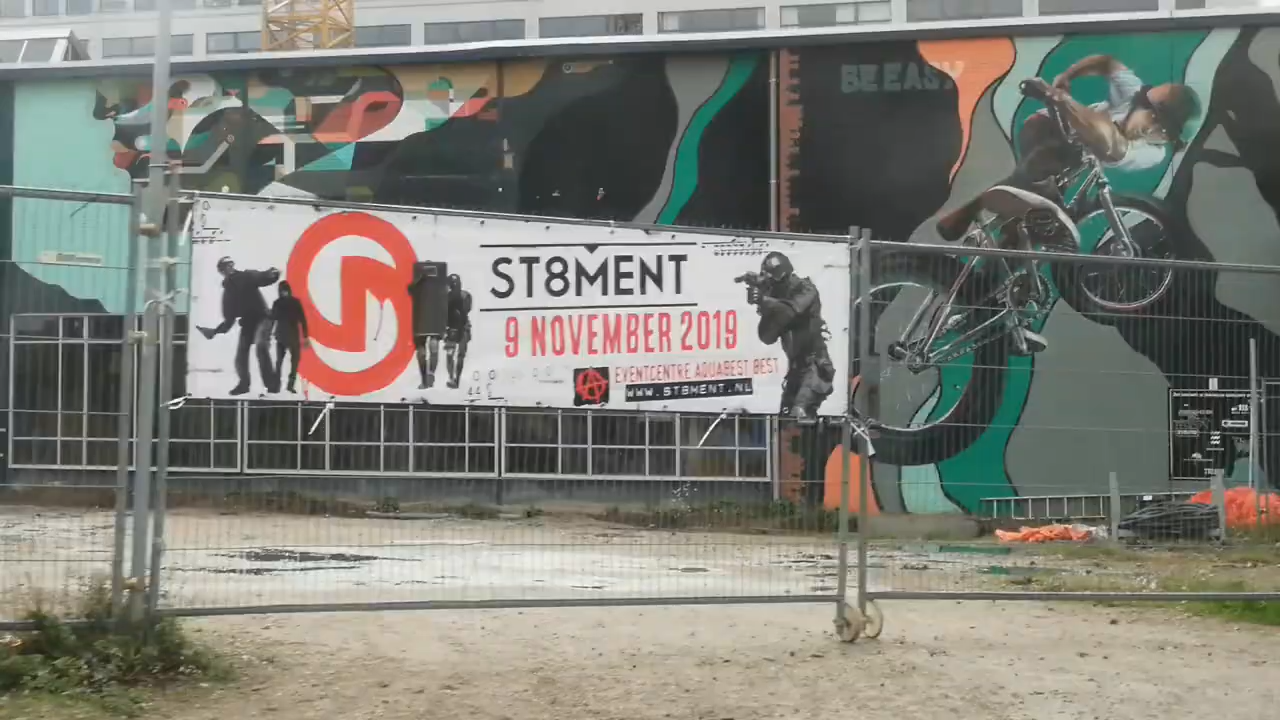 BE EASY
ST8MENT
9 NOVEMBER 2019
EVENTCENTRE AQUABEST BEST
WWW.ST8MENT.NL